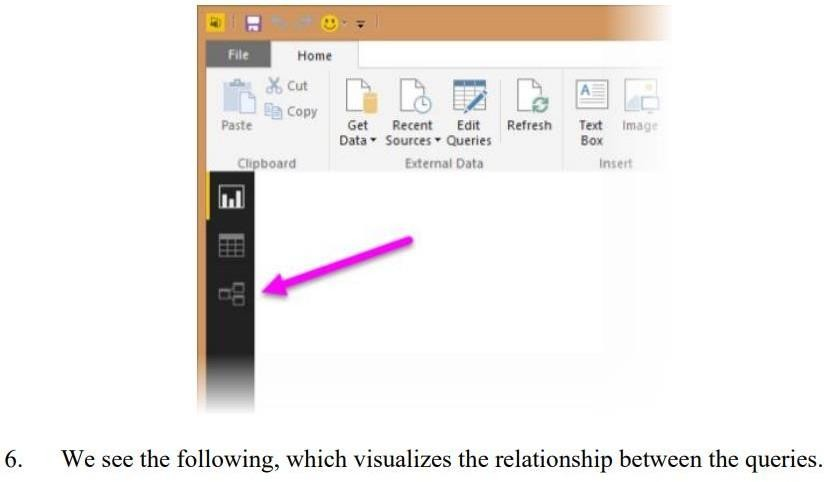 File Home
Cut
Copy
Paste
Get Data
Recent Sources
Edit Queries
Refresh
Text Box
Image
Clipboard External Data Insert
6. We see the following, which visualizes the relationship between the queries.